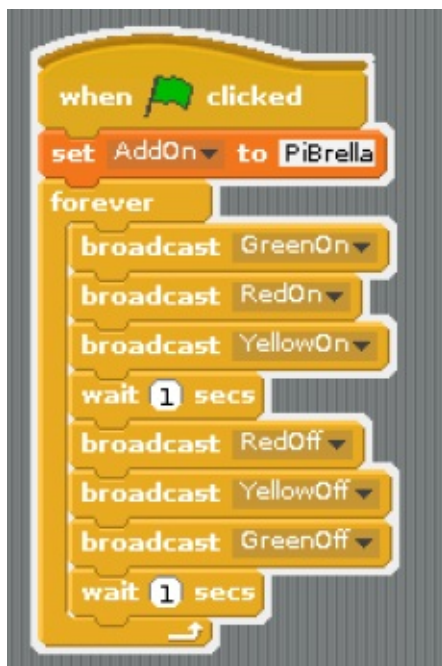 when clicked
set AddOn to PiBrella
forever
broadcast GreenOn
broadcast RedOn
broadcast YellowOn
wait 1 secs
broadcast RedOff
broadcast YellowOff
broadcast GreenOff
wait 1 secs